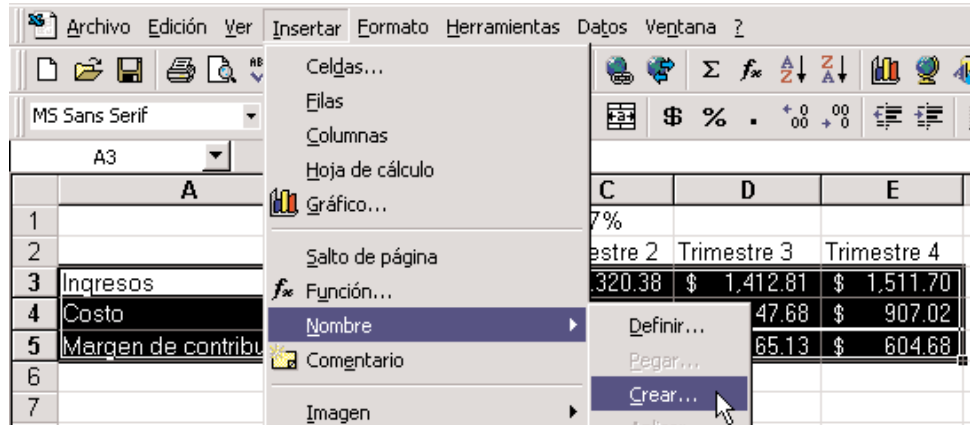 Archivo Edición Ver Insertar Formato Herramientas Datos Ventana ?
MS Sans Serif
$ % .
A3
Celdas...
Filas
Columnas
Hoja de cálculo
Gráfico...
Salto de página
Función...
Nombre
Comentario
Imagen
Definir...
Pegar...
Crear...
A C D E
1 7%
2 estre 2 Trimestre 3 Trimestre 4
3 Ingresos .320.38 $ 1,412.81 $ 1,511.70
4 Costo 47.68 $ 907.02
5 Margen de contribu 65.13 $ 604.68
6
7